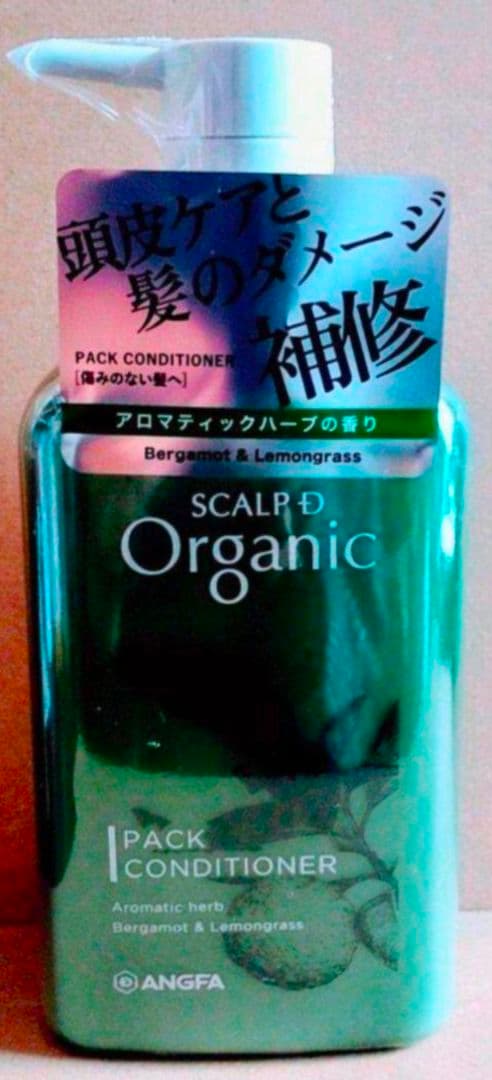 頭皮ケアと
髪のダメージ
補修
PACK CONDITIONER
[傷みのない髪へ]
アロマティックハーブの香り
Bergamot & Lemongrass
SCALP Ð
Organic
PACK
CONDITIONER
Aromatic herb
Bergamot & Lemongrass
ANGFA